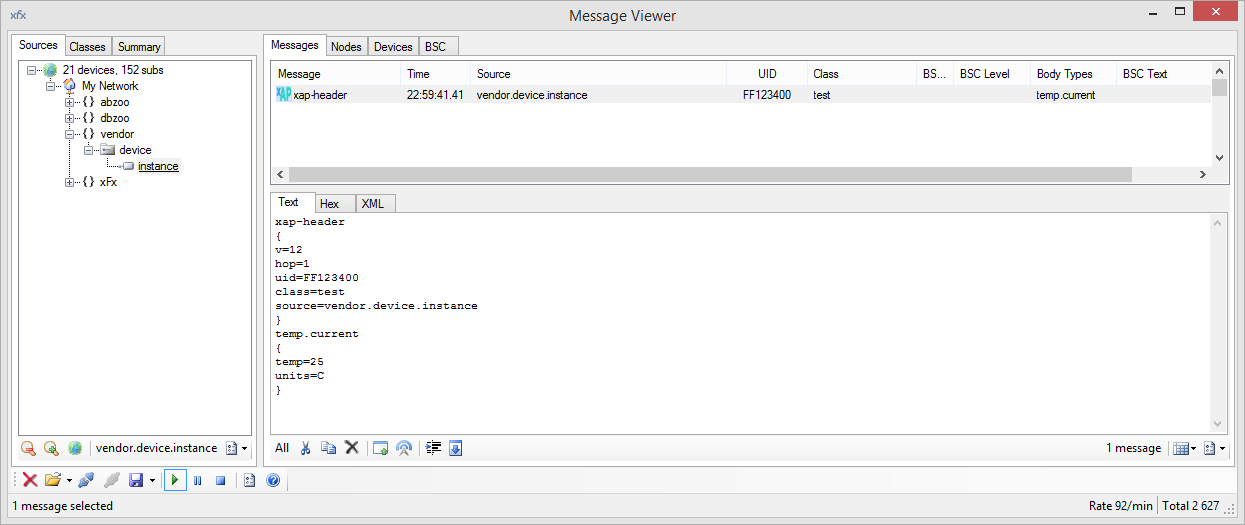 xfx
Message Viewer
Sources Classes Summary
21 devices, 152 subs
My Network
{ } abzoo
{ } dbzoo
{ } vendor
device
instance
{ } xFx
vendor.device.instance
Messages Nodes Devices BSC
Message Time Source UID Class BS... BSC Level Body Types BSC Text
XAP xap-header 22:59:41.41 vendor.device.instance FF123400 test temp.current
Text Hex XML
xap-header
{
v=12
hop=1
uid=FF123400
class=test
source=vendor.device.instance
}
temp.current
{
temp=25
units=C
}
All 1 message
1 message selected Rate 92/min Total 2 627